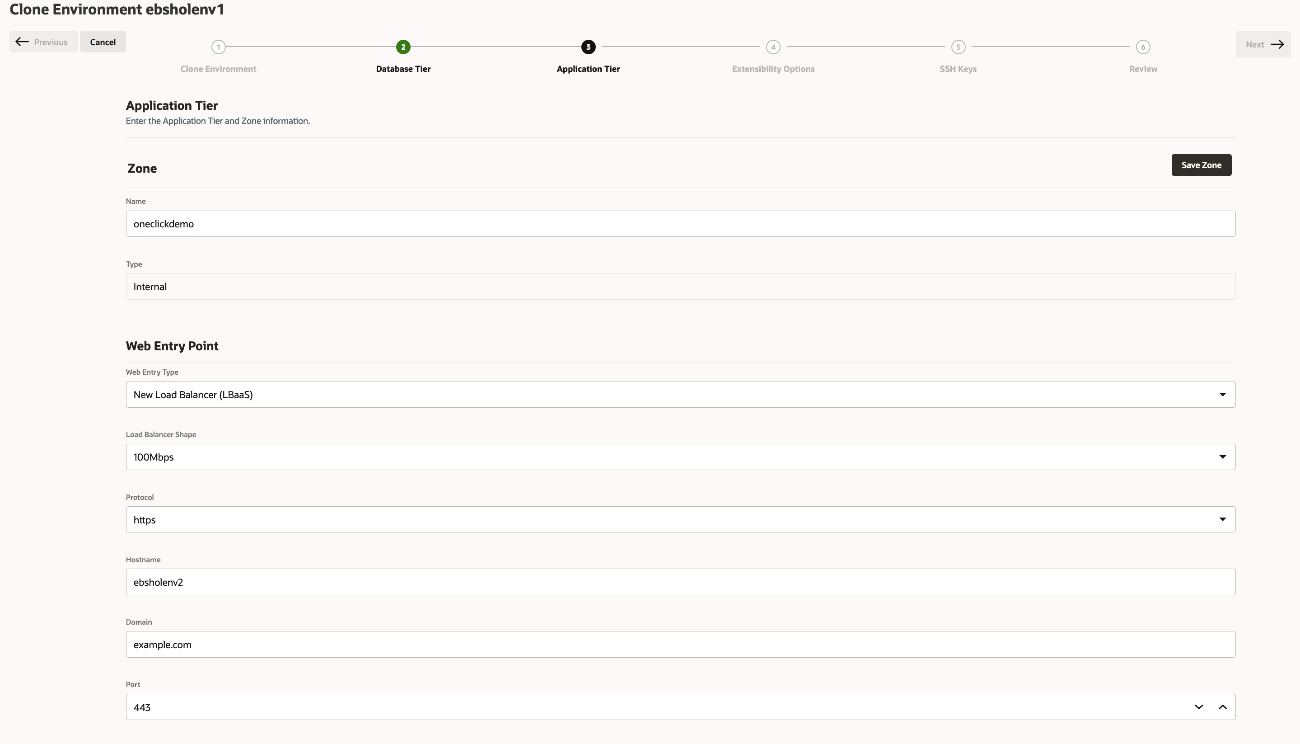 Clone Environment ebsholenv1
Previous Cancel Next
1 2 3 4 5 6
Clone Environment Database Tier Application Tier Extensibility Options SSH Keys Review
Application Tier
Enter the Application Tier and Zone information.
Zone
Save Zone
Name
oneclickdemo
Type
Internal
Web Entry Point
Web Entry Type
New Load Balancer (LBaaS)
Load Balancer Shape
100Mbps
Protocol
https
Hostname
ebsholenv2
Domain
example.com
Port
443